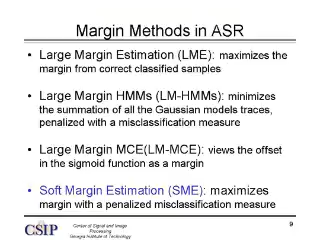 Margin Methods in ASR
• Large Margin Estimation (LME): maximizes the
margin from correct classified samples
• Large Margin HMMs (LM-HMMs): minimizes
the summation of all the Gaussian models traces,
penalized with a misclassification measure
• Large Margin MCE(LM-MCE): views the offset
in the sigmoid function as a margin
• Soft Margin Estimation (SME): maximizes
margin with a penalized misclassification measure
CSIP
Center of Signal and Image
Processing
Georgia Institute of Technology
9